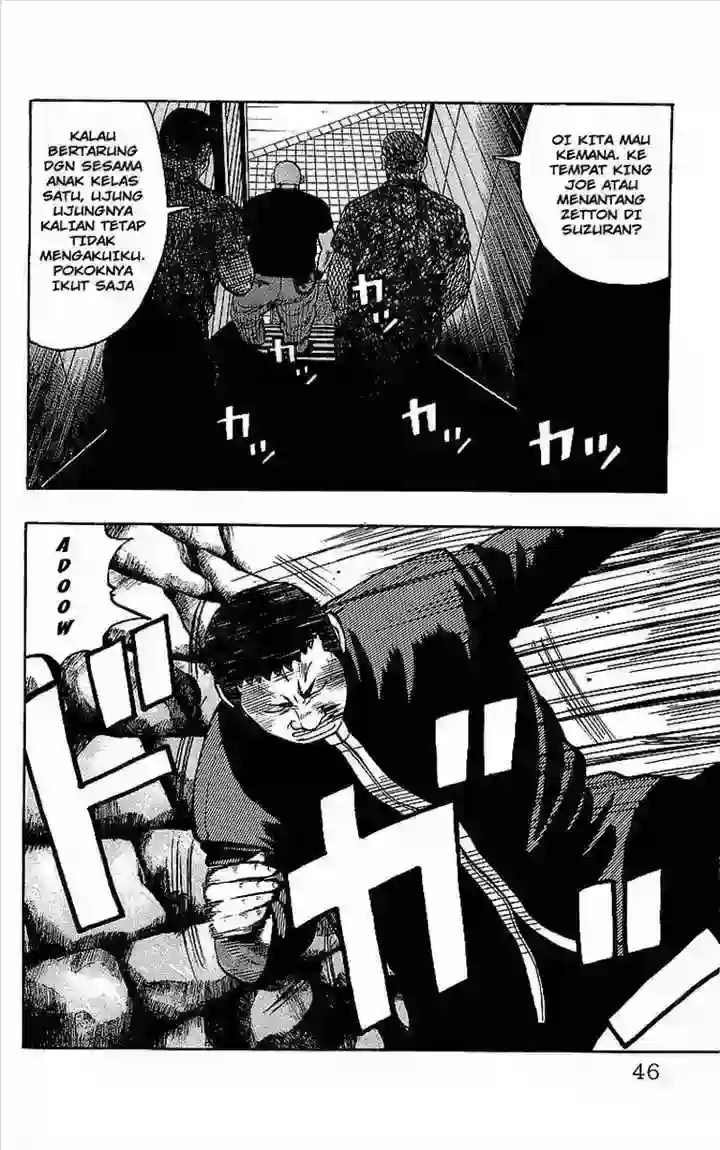 OI KITA MAU
KEMANA. KE
TEMPAT KING
JOE ATAU
MENANTANG
ZETTON DI
SUZURAN?
KALAU
BERTARUNG
DGN SESAMA
ANAK KELAS
SATU, UJUNG
UJUNGNYA
KALIAN TETAP
TIDAK
MENGAKUIKU.
POKOKNYA
IKUT SAJA
カッ
カッ
カッ
カッ
カッ
ADOOW
ドガガッ
46